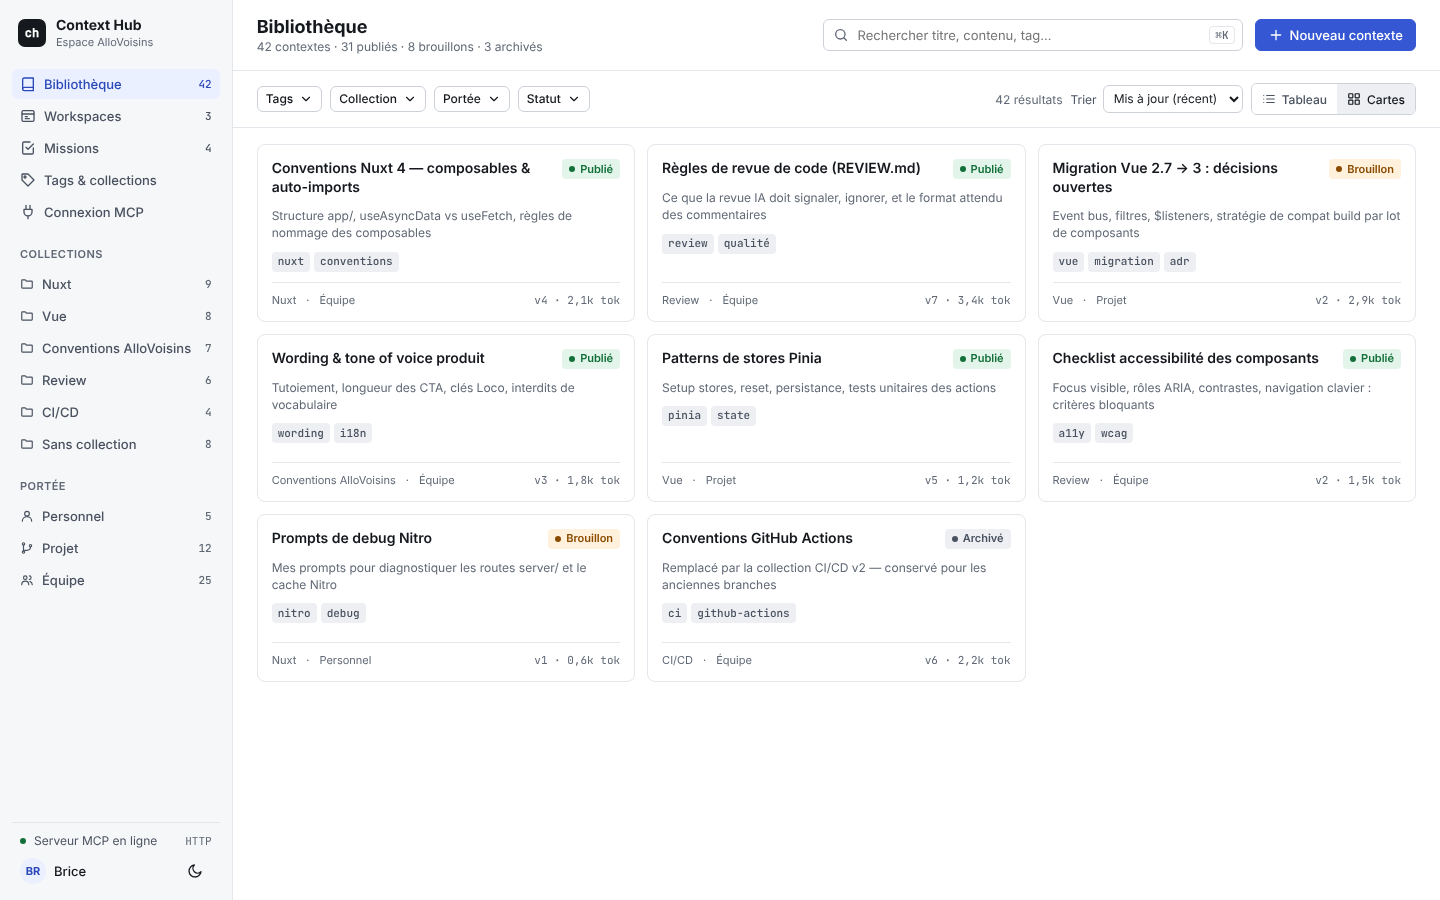 ch
Context Hub
Espace AlloVoisins
Bibliothèque 42
Workspaces 3
Missions 4
Tags & collections
Connexion MCP
COLLECTIONS
Nuxt 9
Vue 8
Conventions AlloVoisins 7
Review 6
CI/CD 4
Sans collection 8
PORTÉE
Personnel 5
Projet 12
Équipe 25
Serveur MCP en ligne HTTP
BR Brice
Bibliothèque
42 contextes · 31 publiés · 8 brouillons · 3 archivés
Rechercher titre, contenu, tag... ⌘K
Nouveau contexte
Tags Collection Portée Statut
42 résultats Trier Mis à jour (récent) Tableau Cartes
Conventions Nuxt 4 — composables &
auto-imports
Publié
Structure app/, useAsyncData vs useFetch, règles de
nommage des composables
nuxt conventions
Nuxt · Équipe v4 · 2,1k tok
Règles de revue de code (REVIEW.md)
Publié
Ce que la revue IA doit signaler, ignorer, et le format attendu
des commentaires
review qualité
Review · Équipe v7 · 3,4k tok
Migration Vue 2.7 → 3 : décisions
ouvertes
Brouillon
Event bus, filtres, $listeners, stratégie de compat build par lot
de composants
vue migration adr
Vue · Projet v2 · 2,9k tok
Wording & tone of voice produit
Publié
Tutoiement, longueur des CTA, clés Loco, interdits de
vocabulaire
wording i18n
Conventions AlloVoisins · Équipe v3 · 1,8k tok
Patterns de stores Pinia
Publié
Setup stores, reset, persistance, tests unitaires des actions
pinia state
Vue · Projet v5 · 1,2k tok
Checklist accessibilité des composants
Publié
Focus visible, rôles ARIA, contrastes, navigation clavier :
critères bloquants
a11y wcag
Review · Équipe v2 · 1,5k tok
Prompts de debug Nitro
Brouillon
Mes prompts pour diagnostiquer les routes server/ et le
cache Nitro
nitro debug
Nuxt · Personnel v1 · 0,6k tok
Conventions GitHub Actions
Archivé
Remplacé par la collection CI/CD v2 — conservé pour les
anciennes branches
ci github-actions
CI/CD · Équipe v6 · 2,2k tok